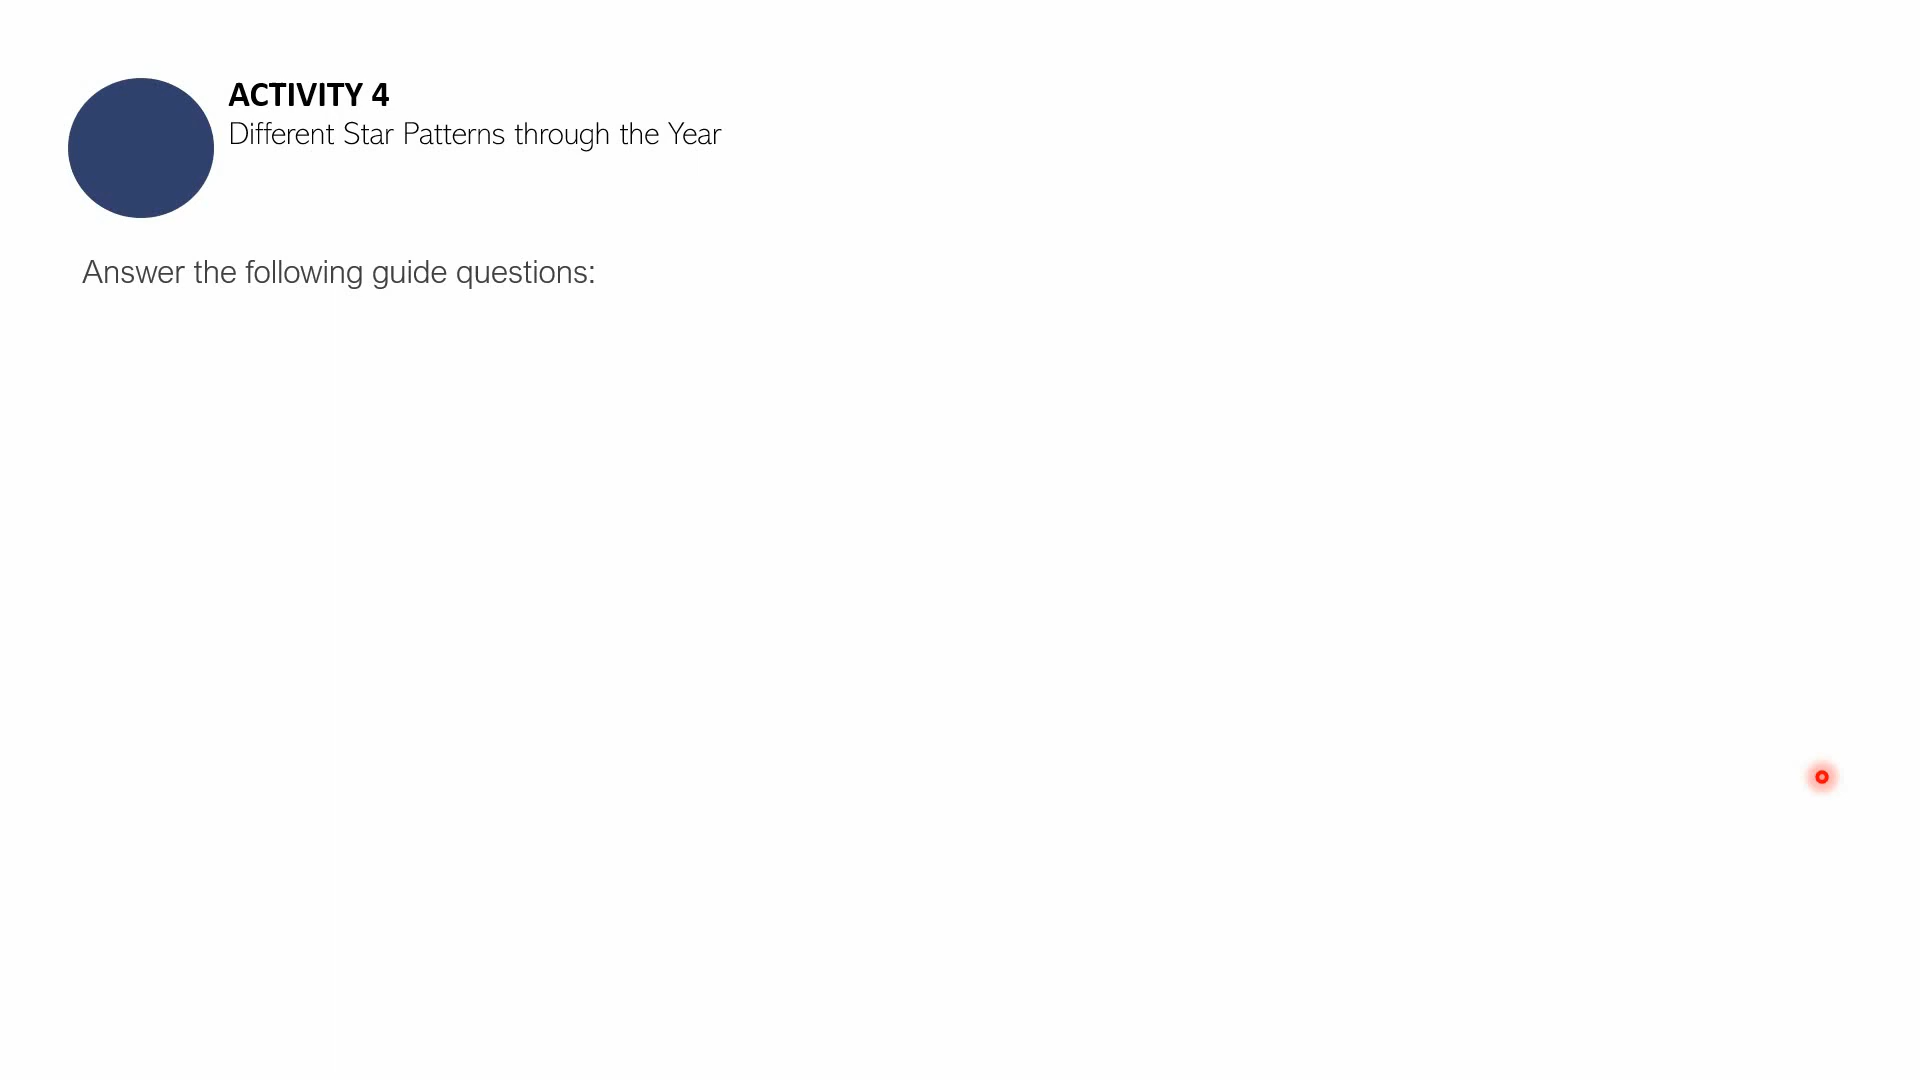 ACTIVITY 4
Different Star Patterns through the Year
Answer the following guide questions: